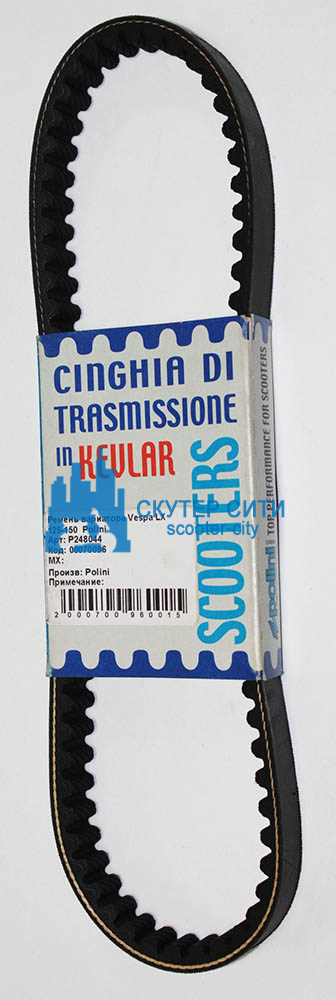 CINGHIA DI
TRASMISSIONE
in KEVLAR
SCOOTERS
polini
TOP PERFORMANCE FOR SCOOTERS
СКУТЕР-СИТИ
scooter-city
Ремень вариатора Vespa LX
125-150 Polini
Арт: P248044
Код: 00070096
МХ:
Произв: Polini
Примечание:
2 000700 960015